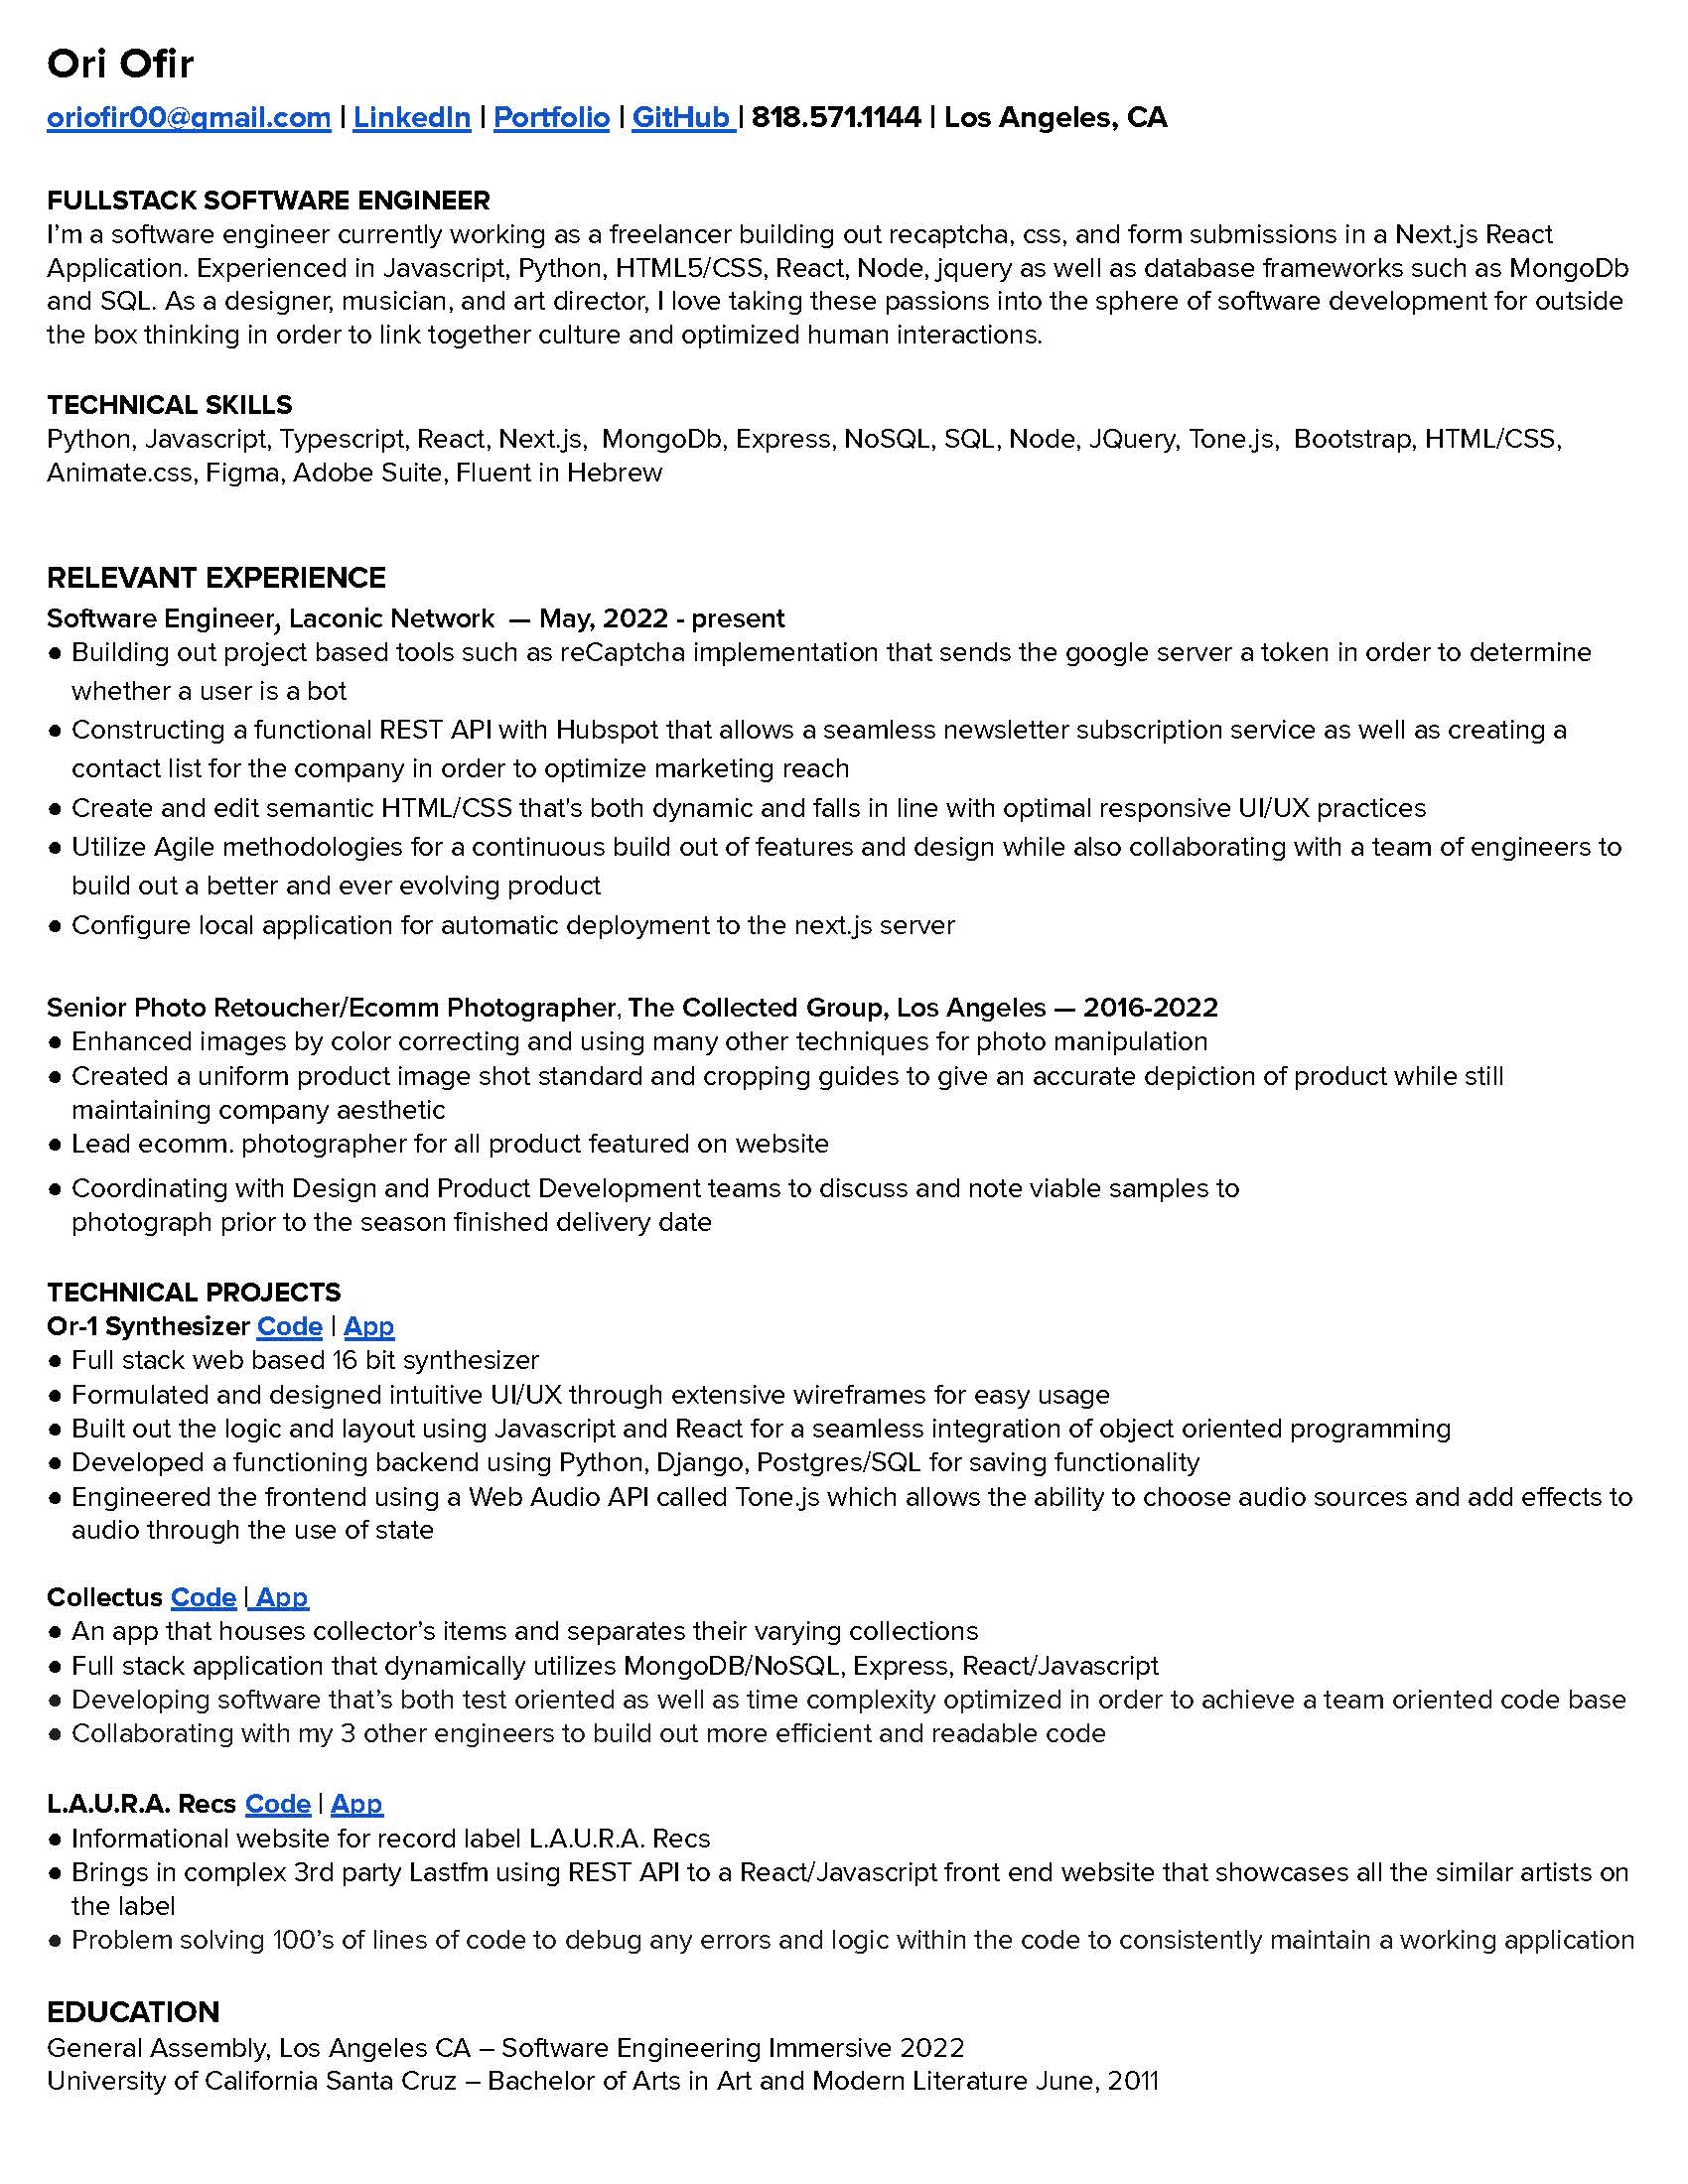 Ori Ofir
oriofir00@gmail.com | LinkedIn | Portfolio | GitHub | 818.571.1144 | Los Angeles, CA
FULLSTACK SOFTWARE ENGINEER
I'm a software engineer currently working as a freelancer building out recaptcha, css, and form submissions in a Next.js React
Application. Experienced in Javascript, Python, HTML5/CSS, React, Node, jquery as well as database frameworks such as MongoDb
and SQL. As a designer, musician, and art director, I love taking these passions into the sphere of software development for outside
the box thinking in order to link together culture and optimized human interactions.
TECHNICAL SKILLS
Python, Javascript, Typescript, React, Next.js,  MongoDb, Express, NoSQL, SQL, Node, JQuery, Tone.js,  Bootstrap, HTML/CSS,
Animate.css, Figma, Adobe Suite, Fluent in Hebrew
RELEVANT EXPERIENCE
Software Engineer, Laconic Network  — May, 2022 - present
● Building out project based tools such as reCaptcha implementation that sends the google server a token in order to determine
whether a user is a bot
● Constructing a functional REST API with Hubspot that allows a seamless newsletter subscription service as well as creating a
contact list for the company in order to optimize marketing reach
● Create and edit semantic HTML/CSS that's both dynamic and falls in line with optimal responsive UI/UX practices
● Utilize Agile methodologies for a continuous build out of features and design while also collaborating with a team of engineers to
build out a better and ever evolving product
● Configure local application for automatic deployment to the next.js server
Senior Photo Retoucher/Ecomm Photographer, The Collected Group, Los Angeles — 2016-2022
● Enhanced images by color correcting and using many other techniques for photo manipulation
● Created a uniform product image shot standard and cropping guides to give an accurate depiction of product while still
maintaining company aesthetic
● Lead ecomm. photographer for all product featured on website
● Coordinating with Design and Product Development teams to discuss and note viable samples to
photograph prior to the season finished delivery date
TECHNICAL PROJECTS
Or-1 Synthesizer Code | App
● Full stack web based 16 bit synthesizer
● Formulated and designed intuitive UI/UX through extensive wireframes for easy usage
● Built out the logic and layout using Javascript and React for a seamless integration of object oriented programming
● Developed a functioning backend using Python, Django, Postgres/SQL for saving functionality
● Engineered the frontend using a Web Audio API called Tone.js which allows the ability to choose audio sources and add effects to
audio through the use of state
Collectus Code | App
● An app that houses collector's items and separates their varying collections
● Full stack application that dynamically utilizes MongoDB/NoSQL, Express, React/Javascript
● Developing software that's both test oriented as well as time complexity optimized in order to achieve a team oriented code base
● Collaborating with my 3 other engineers to build out more efficient and readable code
L.A.U.R.A. Recs Code | App
● Informational website for record label L.A.U.R.A. Recs
● Brings in complex 3rd party Lastfm using REST API to a React/Javascript front end website that showcases all the similar artists on
the label
● Problem solving 100's of lines of code to debug any errors and logic within the code to consistently maintain a working application
EDUCATION
General Assembly, Los Angeles CA – Software Engineering Immersive 2022
University of California Santa Cruz – Bachelor of Arts in Art and Modern Literature June, 2011